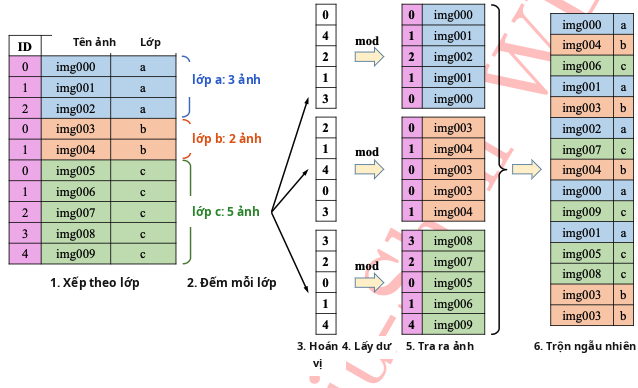 ID Tên ảnh Lớp
0 img000 a
1 img001 a
2 img002 a
0 img003 b
1 img004 b
0 img005 c
1 img006 c
2 img007 c
3 img008 c
4 img009 c
lớp a: 3 ảnh
lớp b: 2 ảnh
lớp c: 5 ảnh
1. Xếp theo lớp
2. Đếm mỗi lớp
0
4
2
1
3
2
1
4
0
3
3
2
0
1
4
3. Hoán
vị
mod
mod
mod
4. Lấy dư
0 img000
1 img001
2 img002
1 img001
0 img000
0 img003
1 img004
0 img003
0 img003
1 img004
3 img008
2 img007
0 img005
1 img006
4 img009
5. Tra ra ảnh
img000 a
img004 b
img006 c
img001 a
img003 b
img002 a
img007 c
img004 b
img000 a
img009 c
img001 a
img005 c
img008 c
img003 b
img003 b
6. Trộn ngẫu nhiên